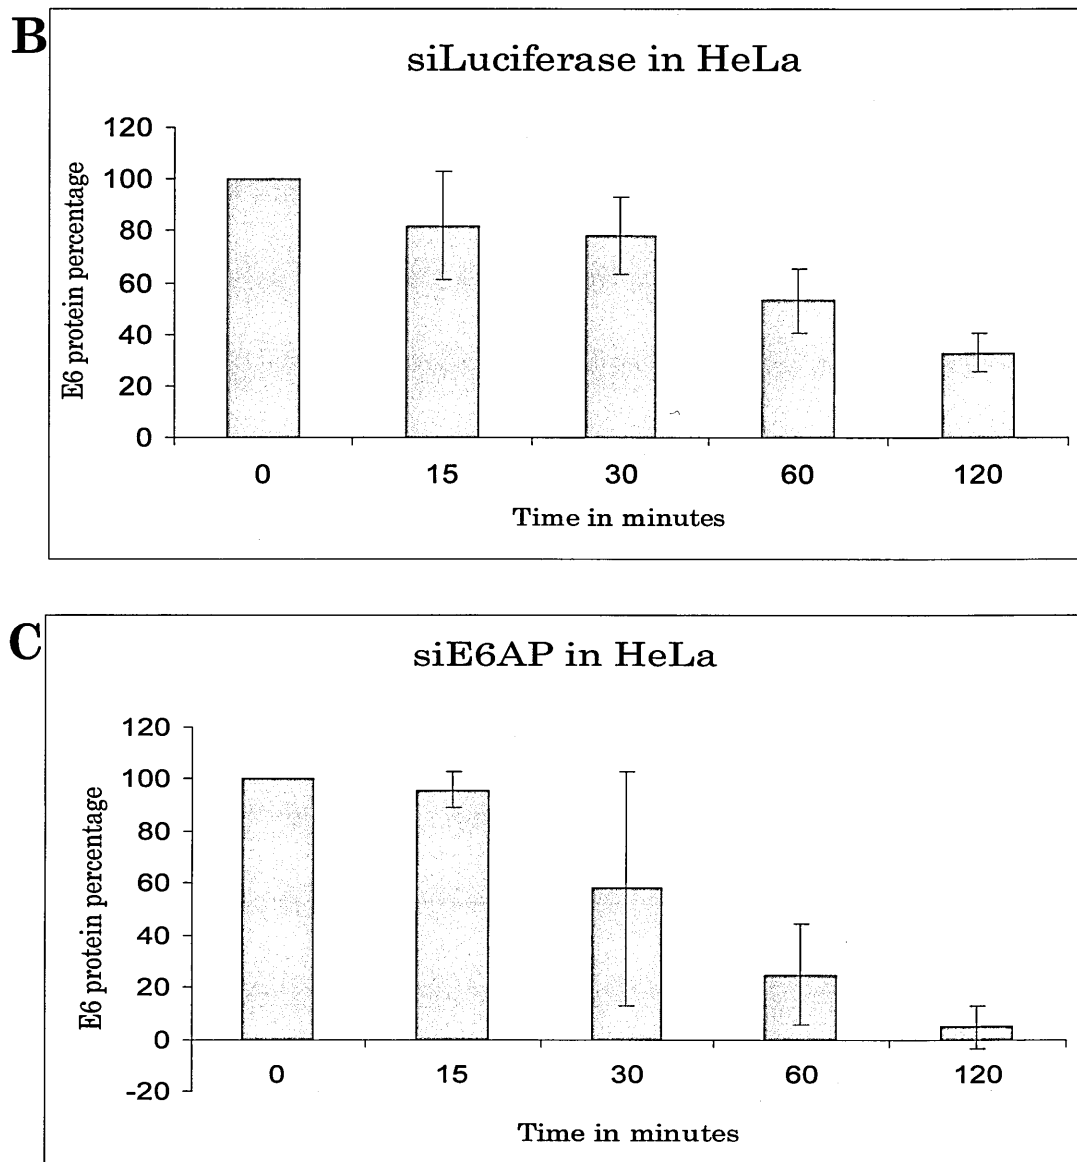 B
siLuciferase in HeLa
120
100
80
60
40
20
0
E6 protein percentage
0 15 30 60 120
Time in minutes
C
siE6AP in HeLa
120
100
80
60
40
20
0
-20
E6 protein percentage
0 15 30 60 120
Time in minutes